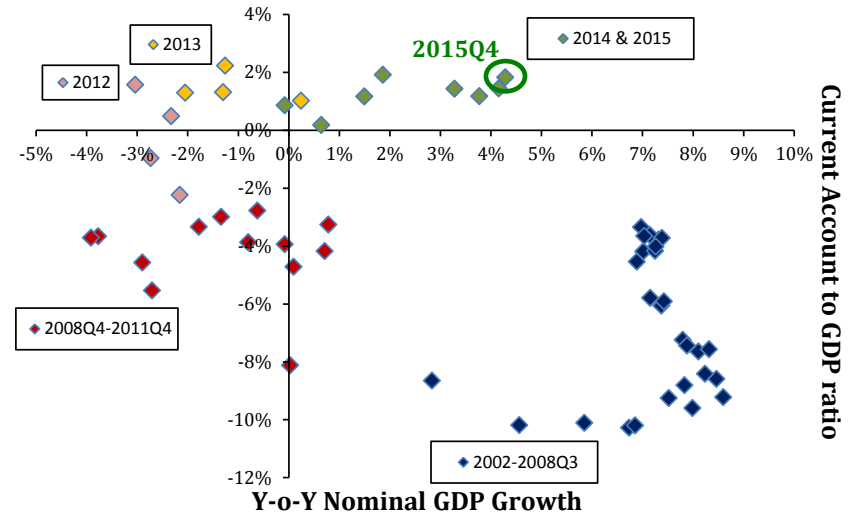 4%
2013
2014 & 2015
2015Q4
2%
2012
0%
-5% -4% -3% -2% -1% 0% 1% 2% 3% 4% 5% 6% 7% 8% 9% 10%
-2%
-4%
-6%
2008Q4-2011Q4
-8%
-10%
2002-2008Q3
-12%
Y-o-Y Nominal GDP Growth
Current Account to GDP ratio